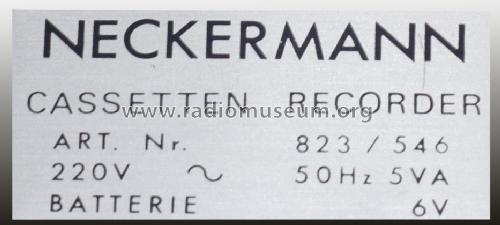 NECKERMANN
CASSETTEN RECORDER
www.radiomuseum.org
ART. Nr. 823 / 546
220V ~ 50Hz 5VA
BATTERIE 6V